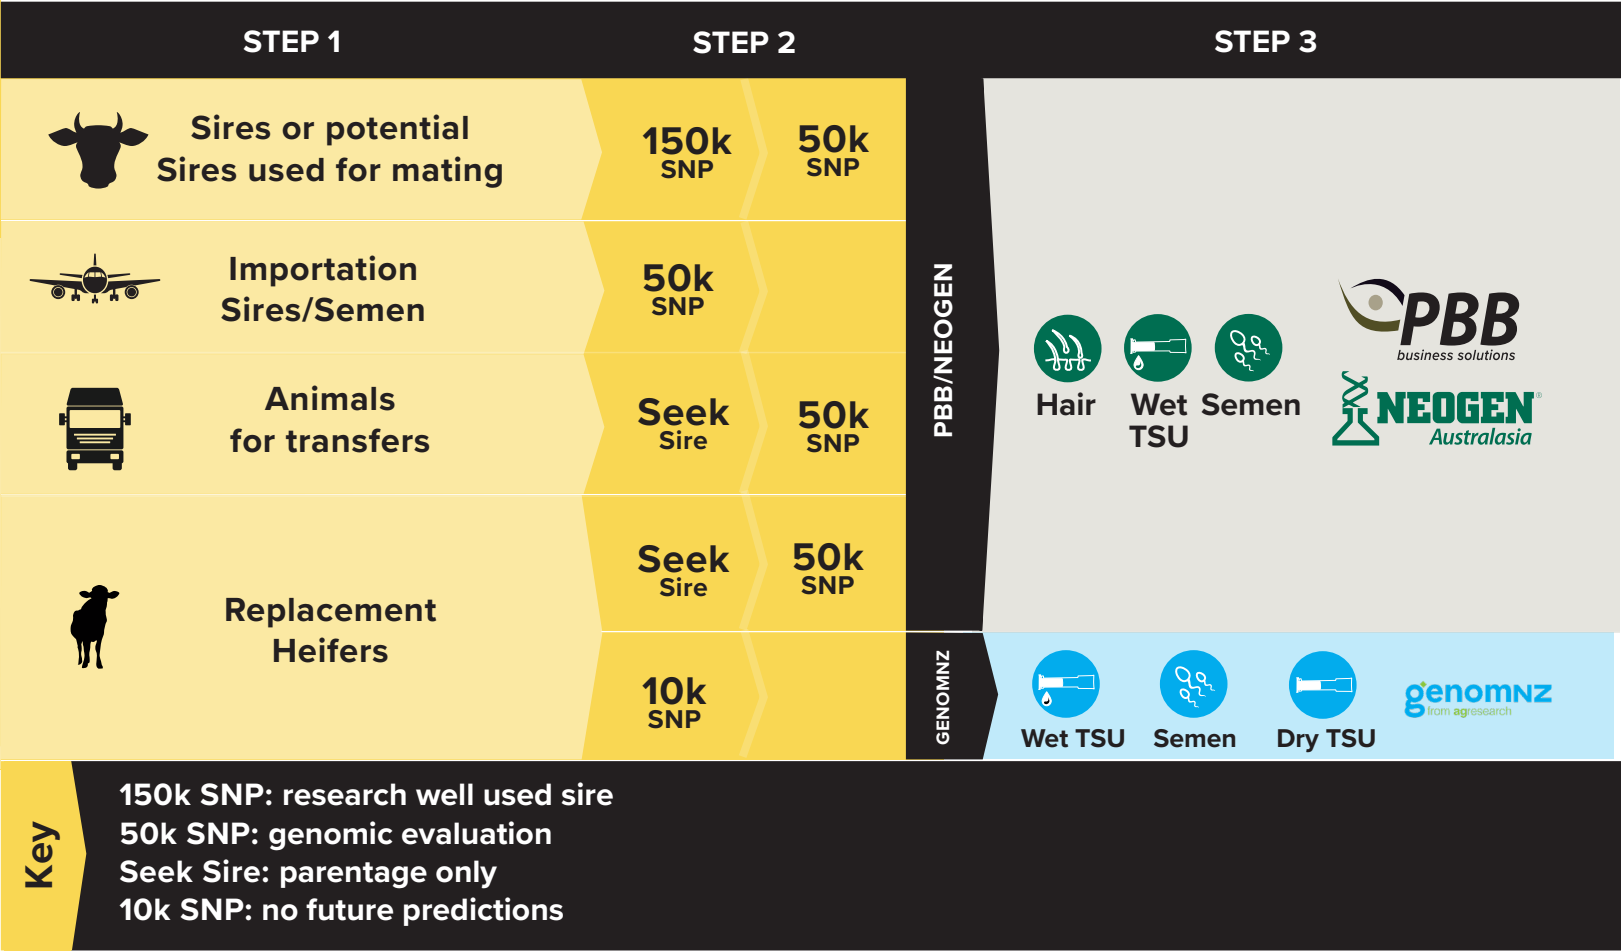 STEP 1
STEP 2
STEP 3
Sires or potential
Sires used for mating
150k
SNP
50k
SNP
Importation
Sires/Semen
50k
SNP
Animals
for transfers
Seek
Sire
50k
SNP
Replacement
Heifers
Seek
Sire
50k
SNP
10k
SNP
PBB/NEOGEN
Hair
Wet
TSU
Semen
PBB
business solutions
NEOGEN®
Australasia
GENOMNZ
Wet TSU
Semen
Dry TSU
genomNZ
from agresearch
Key
150k SNP: research well used sire
50k SNP: genomic evaluation
Seek Sire: parentage only
10k SNP: no future predictions